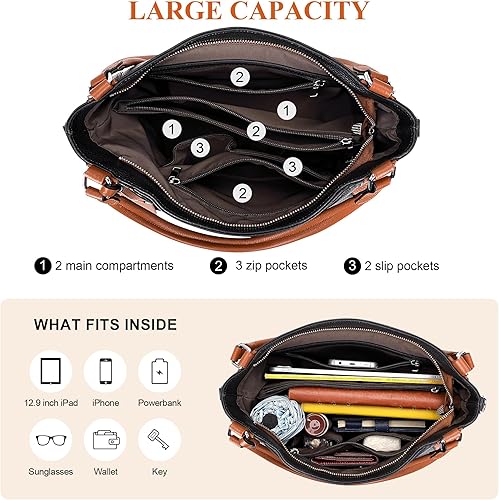 LARGE CAPACITY
2
1
2
1
3
3
2
1 2 main compartments
2 3 zip pockets
3 2 slip pockets
WHAT FITS INSIDE
12.9 inch iPad
iPhone
Powerbank
Sunglasses
Wallet
Key